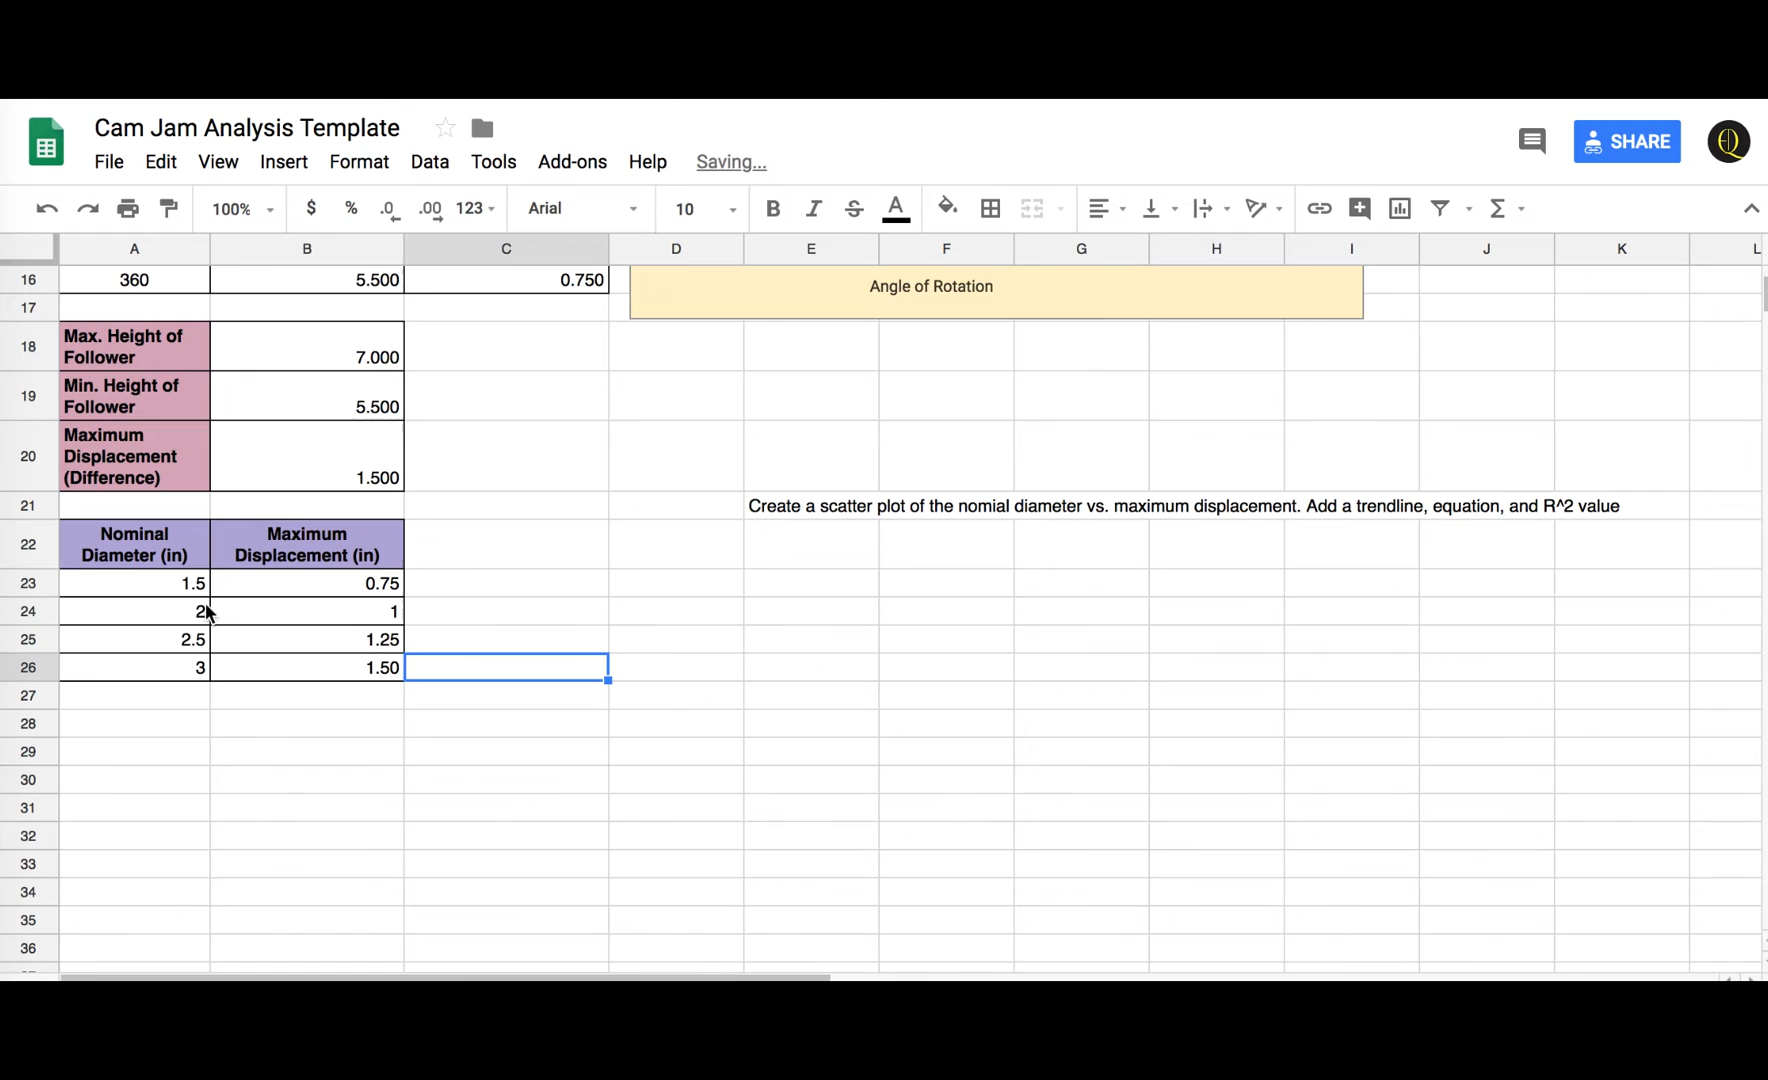 Cam Jam Analysis Template
File Edit View Insert Format Data Tools Add-ons Help Saving...
SHARE
100% $ % .0 .00 123 Arial 10 B I S A
A B C D E F G H I J K L
16 360 5.500 0.750 Angle of Rotation
17
18 Max. Height of
Follower 7.000
19 Min. Height of
Follower 5.500
20 Maximum
Displacement
(Difference) 1.500
21 Create a scatter plot of the nomial diameter vs. maximum displacement. Add a trendline, equation, and R^2 value
22 Nominal Maximum
Diameter (in) Displacement (in)
23 1.5 0.75
24 2 1
25 2.5 1.25
26 3 1.50
27
28
29
30
31
32
33
34
35
36